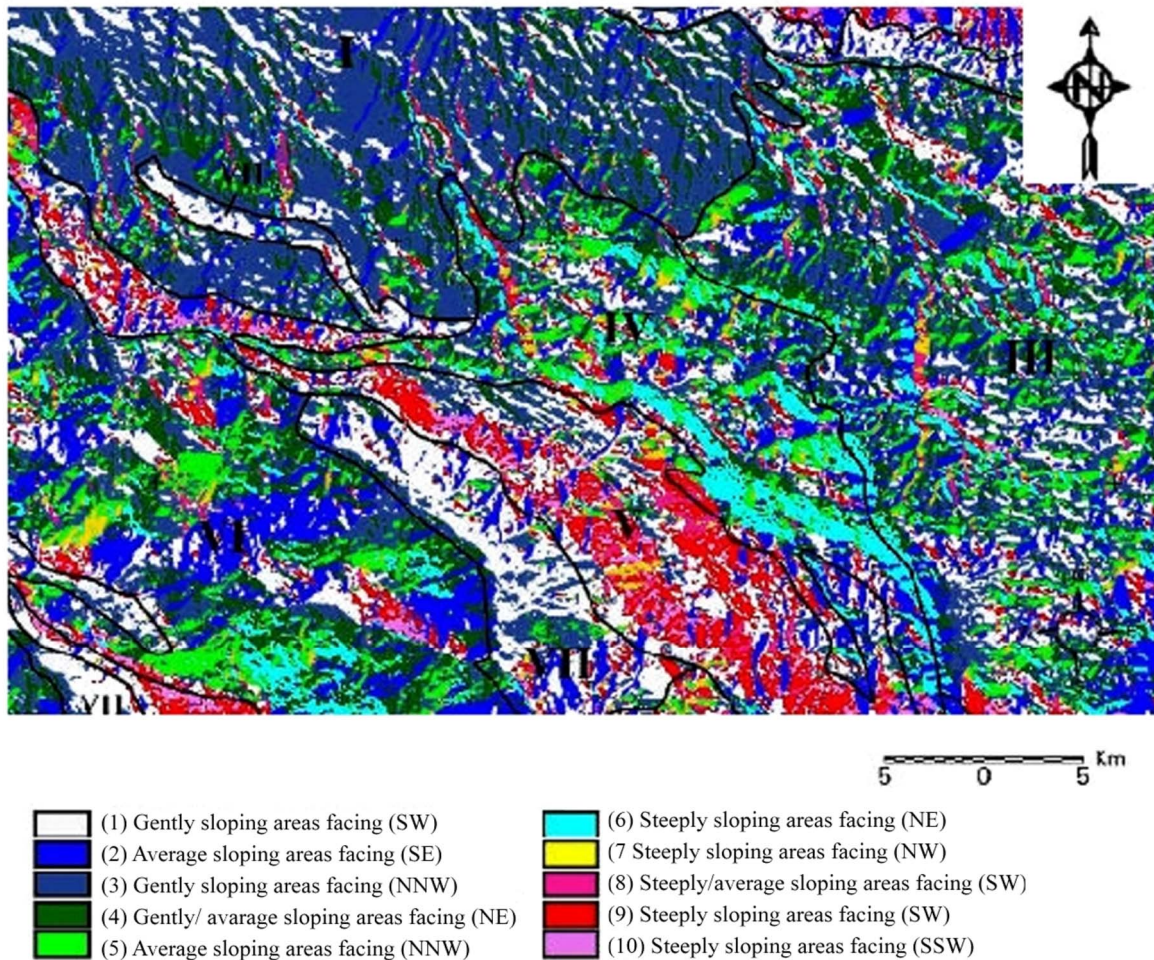 N
I
VII
IV
III
V
VI
I
VII
VII
5 0 5 Km
(1) Gently sloping areas facing (SW)
(2) Average sloping areas facing (SE)
(3) Gently sloping areas facing (NNW)
(4) Gently/ avarage sloping areas facing (NE)
(5) Average sloping areas facing (NNW)
(6) Steeply sloping areas facing (NE)
(7 Steeply sloping areas facing (NW)
(8) Steeply/average sloping areas facing (SW)
(9) Steeply sloping areas facing (SW)
(10) Steeply sloping areas facing (SSW)